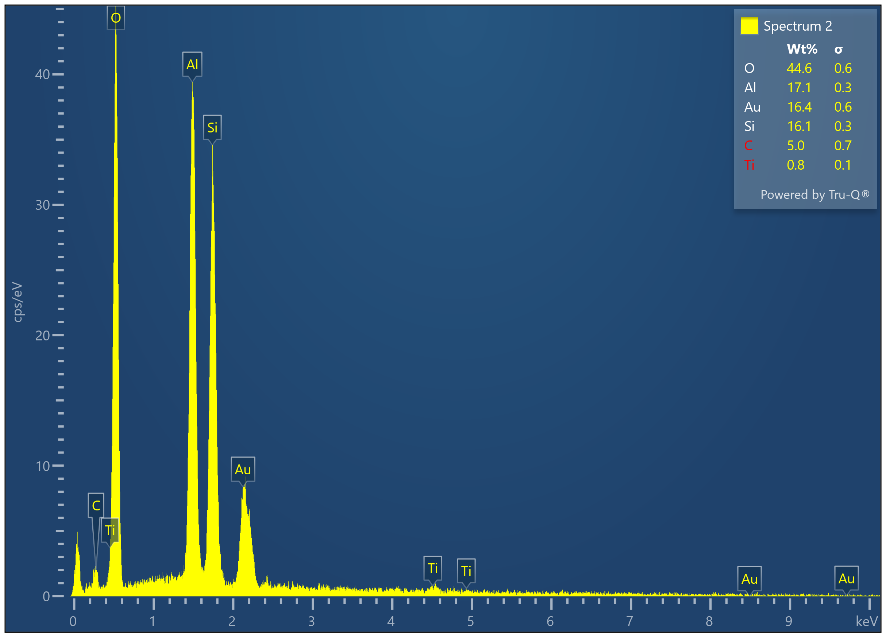 O
Al
Si
Au
C
Ti
Ti
Ti
Au
Au
40
30
20
10
0
cps/eV
0 1 2 3 4 5 6 7 8 9 keV
Spectrum 2
Wt% σ
O 44.6 0.6
Al 17.1 0.3
Au 16.4 0.6
Si 16.1 0.3
C 5.0 0.7
Ti 0.8 0.1
Powered by Tru-Q®